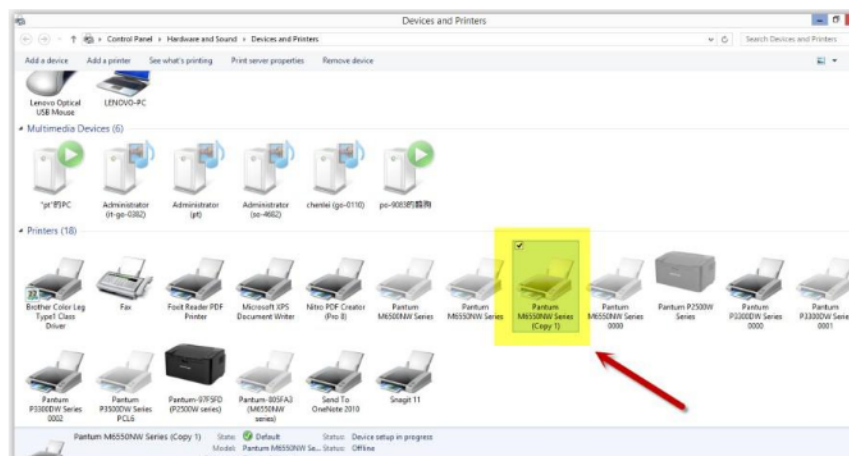 Devices and Printers
Control Panel › Hardware and Sound › Devices and Printers
Search Devices and Printers
Add a device Add a printer See what's printing Print server properties Remove device
Lenovo Optical USB Mouse
LENOVO-PC
Multimedia Devices (6)
"pt"的PC
Administrator (it-go-0302)
Administrator (pt)
Administrator (so-4602)
chenlei (go-0110)
Printers (18)
Brother Color Leg Type1 Class Driver
Fax
Foxit Reader PDF Printer
Microsoft XPS Document Writer
Nitro PDF Creator (Pro 8)
Pantum M6500NW Series
Pantum M6550NW Series
Pantum M6550NW Series (Copy 1)
Pantum M6550NW Series 0000
Pantum P2500W Series
Pantum P3300DW Series 0000
Pantum P3300DW Serie 0001
Pantum P3300DW Series 0002
Pantum P3500DW Series PCL6
Pantum-97F5FD (P2500W series)
Pantum-805FA3 (M6550NW series)
Send To OneNote 2010
Snagit 11
Pantum M6550NW Series (Copy 1) State: Default Status: Device setup in progress
Model: Pantum M6550NW Se... Status: Offline